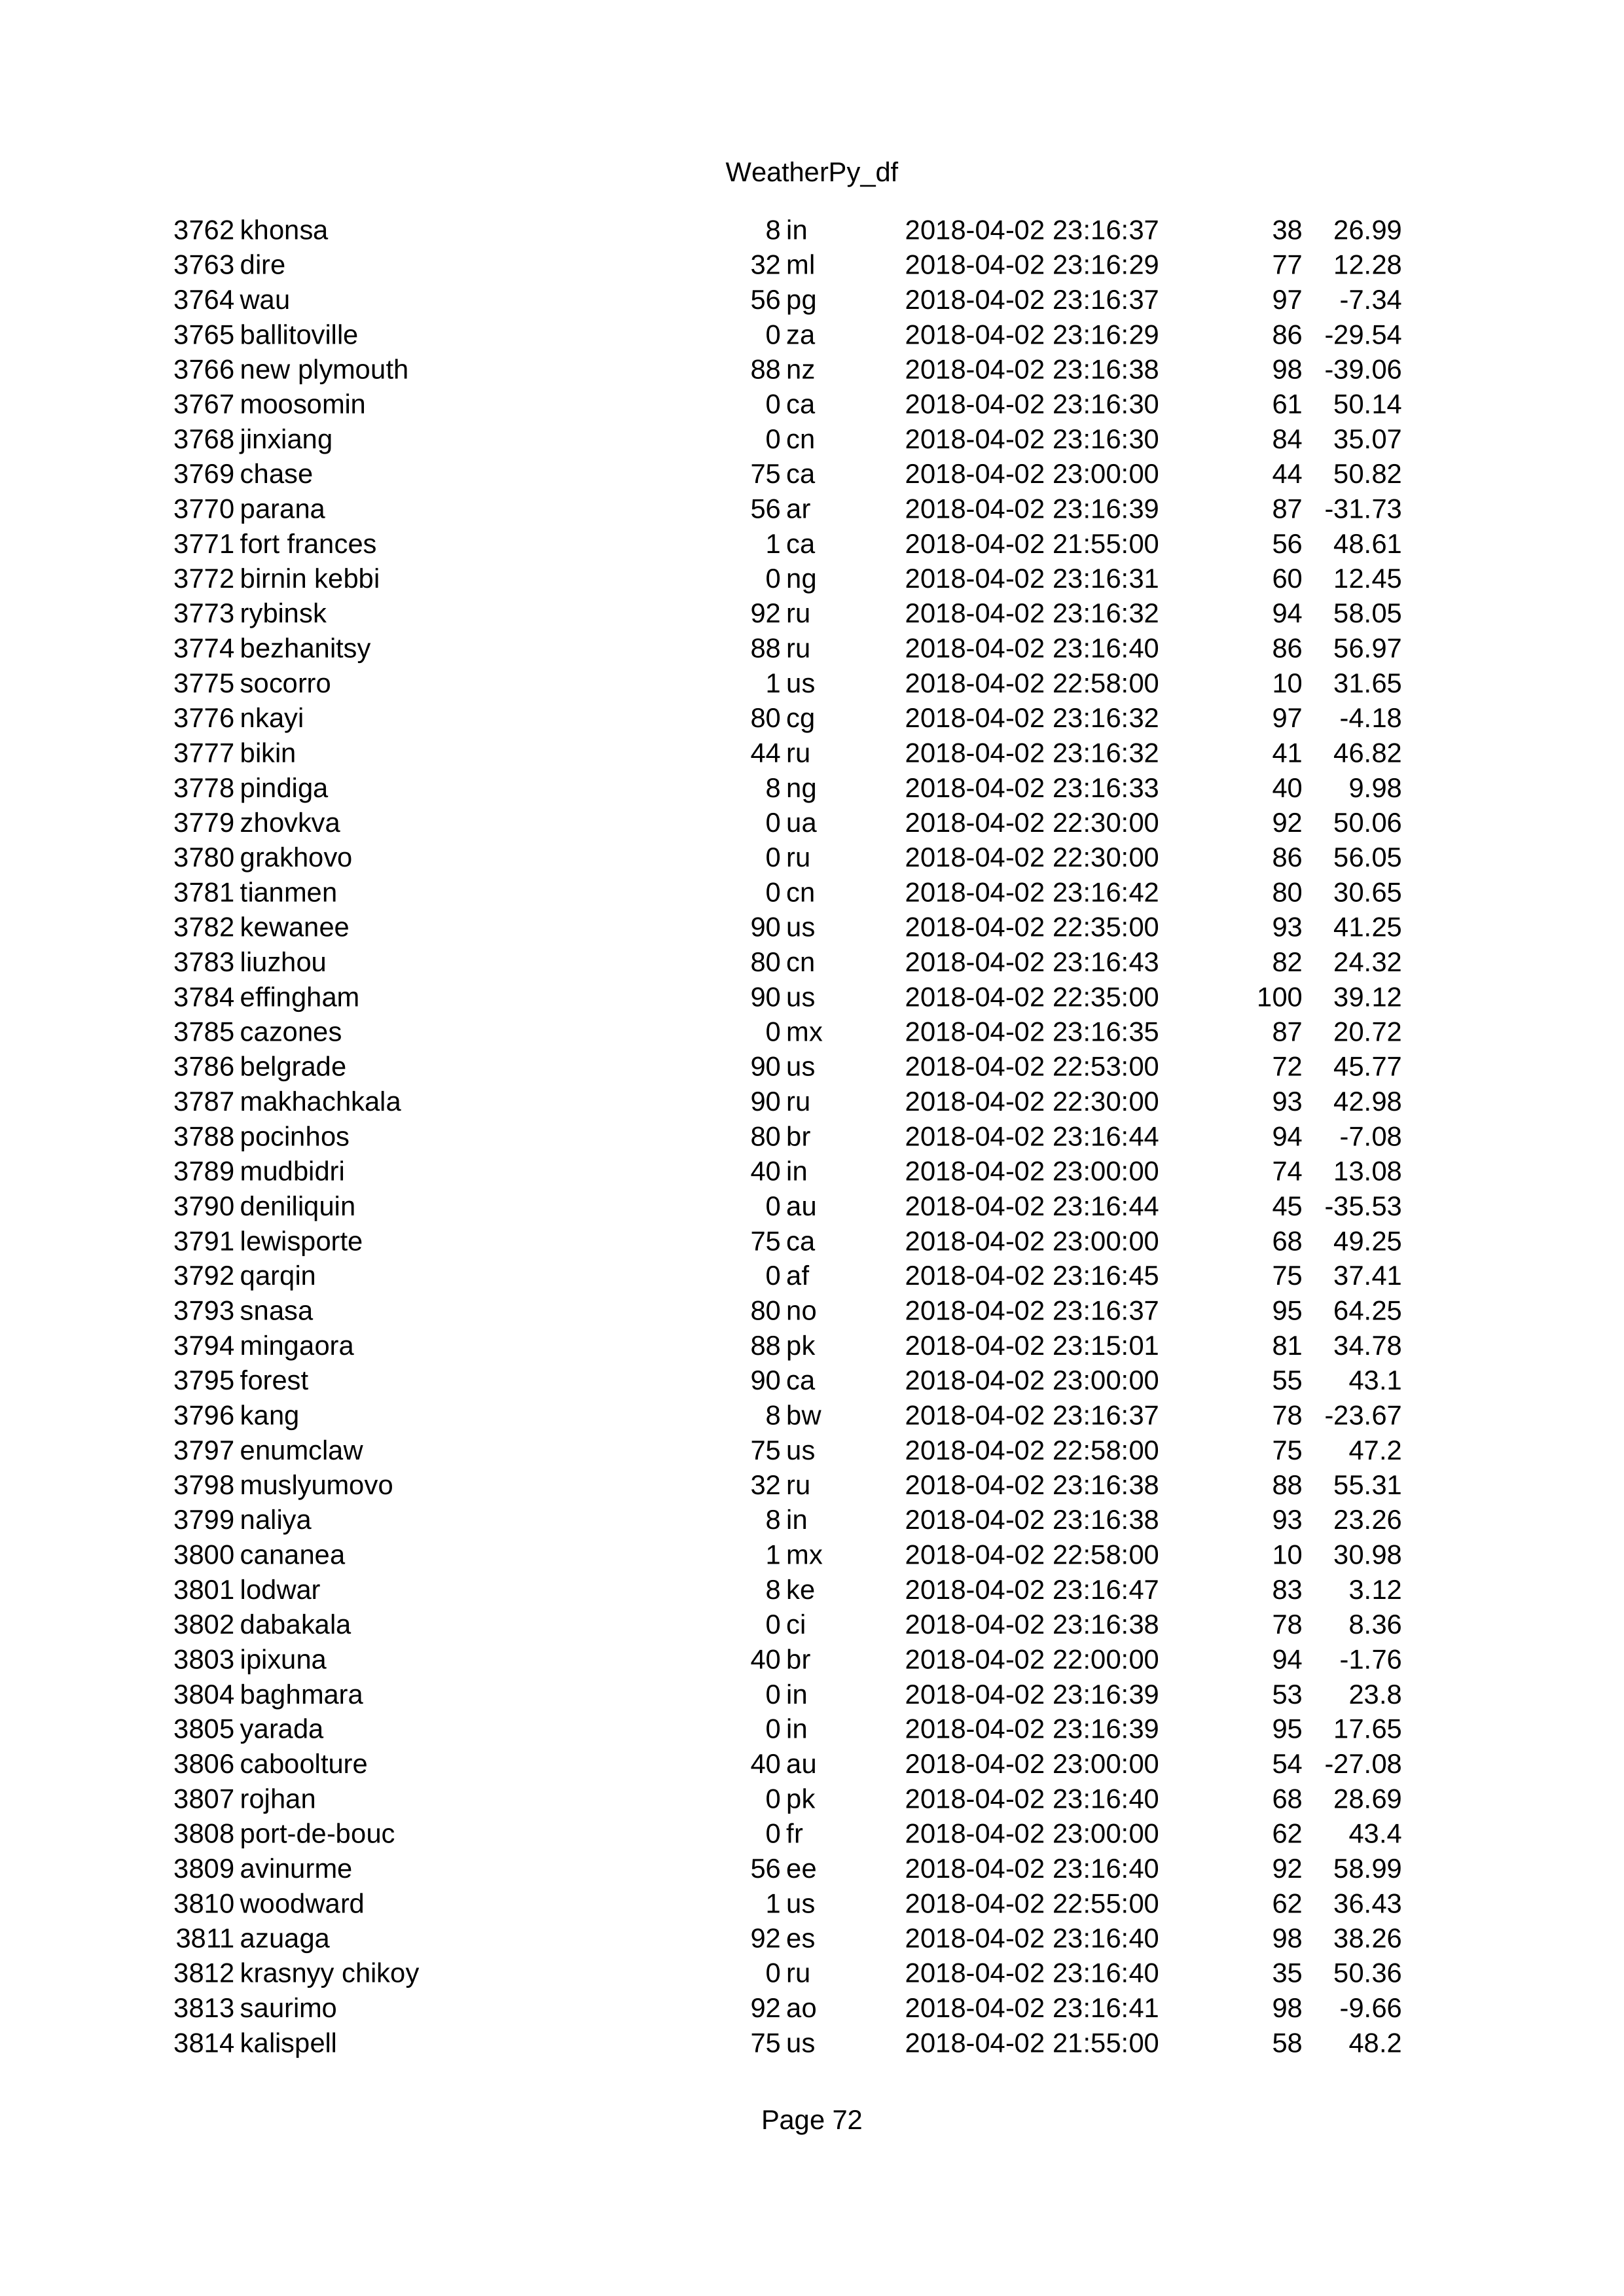 WeatherPy_df
3762 khonsa 8 in 2018-04-02 23:16:37 38 26.99
3763 dire 32 ml 2018-04-02 23:16:29 77 12.28
3764 wau 56 pg 2018-04-02 23:16:37 97 -7.34
3765 ballitoville 0 za 2018-04-02 23:16:29 86 -29.54
3766 new plymouth 88 nz 2018-04-02 23:16:38 98 -39.06
3767 moosomin 0 ca 2018-04-02 23:16:30 61 50.14
3768 jinxiang 0 cn 2018-04-02 23:16:30 84 35.07
3769 chase 75 ca 2018-04-02 23:00:00 44 50.82
3770 parana 56 ar 2018-04-02 23:16:39 87 -31.73
3771 fort frances 1 ca 2018-04-02 21:55:00 56 48.61
3772 birnin kebbi 0 ng 2018-04-02 23:16:31 60 12.45
3773 rybinsk 92 ru 2018-04-02 23:16:32 94 58.05
3774 bezhanitsy 88 ru 2018-04-02 23:16:40 86 56.97
3775 socorro 1 us 2018-04-02 22:58:00 10 31.65
3776 nkayi 80 cg 2018-04-02 23:16:32 97 -4.18
3777 bikin 44 ru 2018-04-02 23:16:32 41 46.82
3778 pindiga 8 ng 2018-04-02 23:16:33 40 9.98
3779 zhovkva 0 ua 2018-04-02 22:30:00 92 50.06
3780 grakhovo 0 ru 2018-04-02 22:30:00 86 56.05
3781 tianmen 0 cn 2018-04-02 23:16:42 80 30.65
3782 kewanee 90 us 2018-04-02 22:35:00 93 41.25
3783 liuzhou 80 cn 2018-04-02 23:16:43 82 24.32
3784 effingham 90 us 2018-04-02 22:35:00 100 39.12
3785 cazones 0 mx 2018-04-02 23:16:35 87 20.72
3786 belgrade 90 us 2018-04-02 22:53:00 72 45.77
3787 makhachkala 90 ru 2018-04-02 22:30:00 93 42.98
3788 pocinhos 80 br 2018-04-02 23:16:44 94 -7.08
3789 mudbidri 40 in 2018-04-02 23:00:00 74 13.08
3790 deniliquin 0 au 2018-04-02 23:16:44 45 -35.53
3791 lewisporte 75 ca 2018-04-02 23:00:00 68 49.25
3792 qarqin 0 af 2018-04-02 23:16:45 75 37.41
3793 snasa 80 no 2018-04-02 23:16:37 95 64.25
3794 mingaora 88 pk 2018-04-02 23:15:01 81 34.78
3795 forest 90 ca 2018-04-02 23:00:00 55 43.1
3796 kang 8 bw 2018-04-02 23:16:37 78 -23.67
3797 enumclaw 75 us 2018-04-02 22:58:00 75 47.2
3798 muslyumovo 32 ru 2018-04-02 23:16:38 88 55.31
3799 naliya 8 in 2018-04-02 23:16:38 93 23.26
3800 cananea 1 mx 2018-04-02 22:58:00 10 30.98
3801 lodwar 8 ke 2018-04-02 23:16:47 83 3.12
3802 dabakala 0 ci 2018-04-02 23:16:38 78 8.36
3803 ipixuna 40 br 2018-04-02 22:00:00 94 -1.76
3804 baghmara 0 in 2018-04-02 23:16:39 53 23.8
3805 yarada 0 in 2018-04-02 23:16:39 95 17.65
3806 caboolture 40 au 2018-04-02 23:00:00 54 -27.08
3807 rojhan 0 pk 2018-04-02 23:16:40 68 28.69
3808 port-de-bouc 0 fr 2018-04-02 23:00:00 62 43.4
3809 avinurme 56 ee 2018-04-02 23:16:40 92 58.99
3810 woodward 1 us 2018-04-02 22:55:00 62 36.43
3811 azuaga 92 es 2018-04-02 23:16:40 98 38.26
3812 krasnyy chikoy 0 ru 2018-04-02 23:16:40 35 50.36
3813 saurimo 92 ao 2018-04-02 23:16:41 98 -9.66
3814 kalispell 75 us 2018-04-02 21:55:00 58 48.2
Page 72